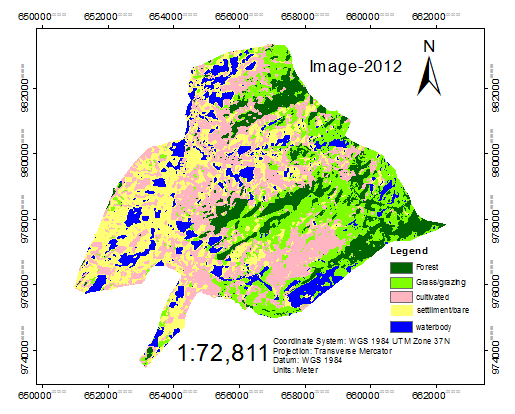 650000 652000 654000 656000 658000 660000 662000
Image-2012
N
982000 982000
980000 980000
978000 978000
976000 976000
974000 974000
Legend
Forest
Grass/grazing
cultivated
settlment/bare
waterbody
1:72,811
Coordinate System: WGS 1984 UTM Zone 37N
Projection: Transverse Mercator
Datum: WGS 1984
Units: Meter
650000 652000 654000 656000 658000 660000 662000